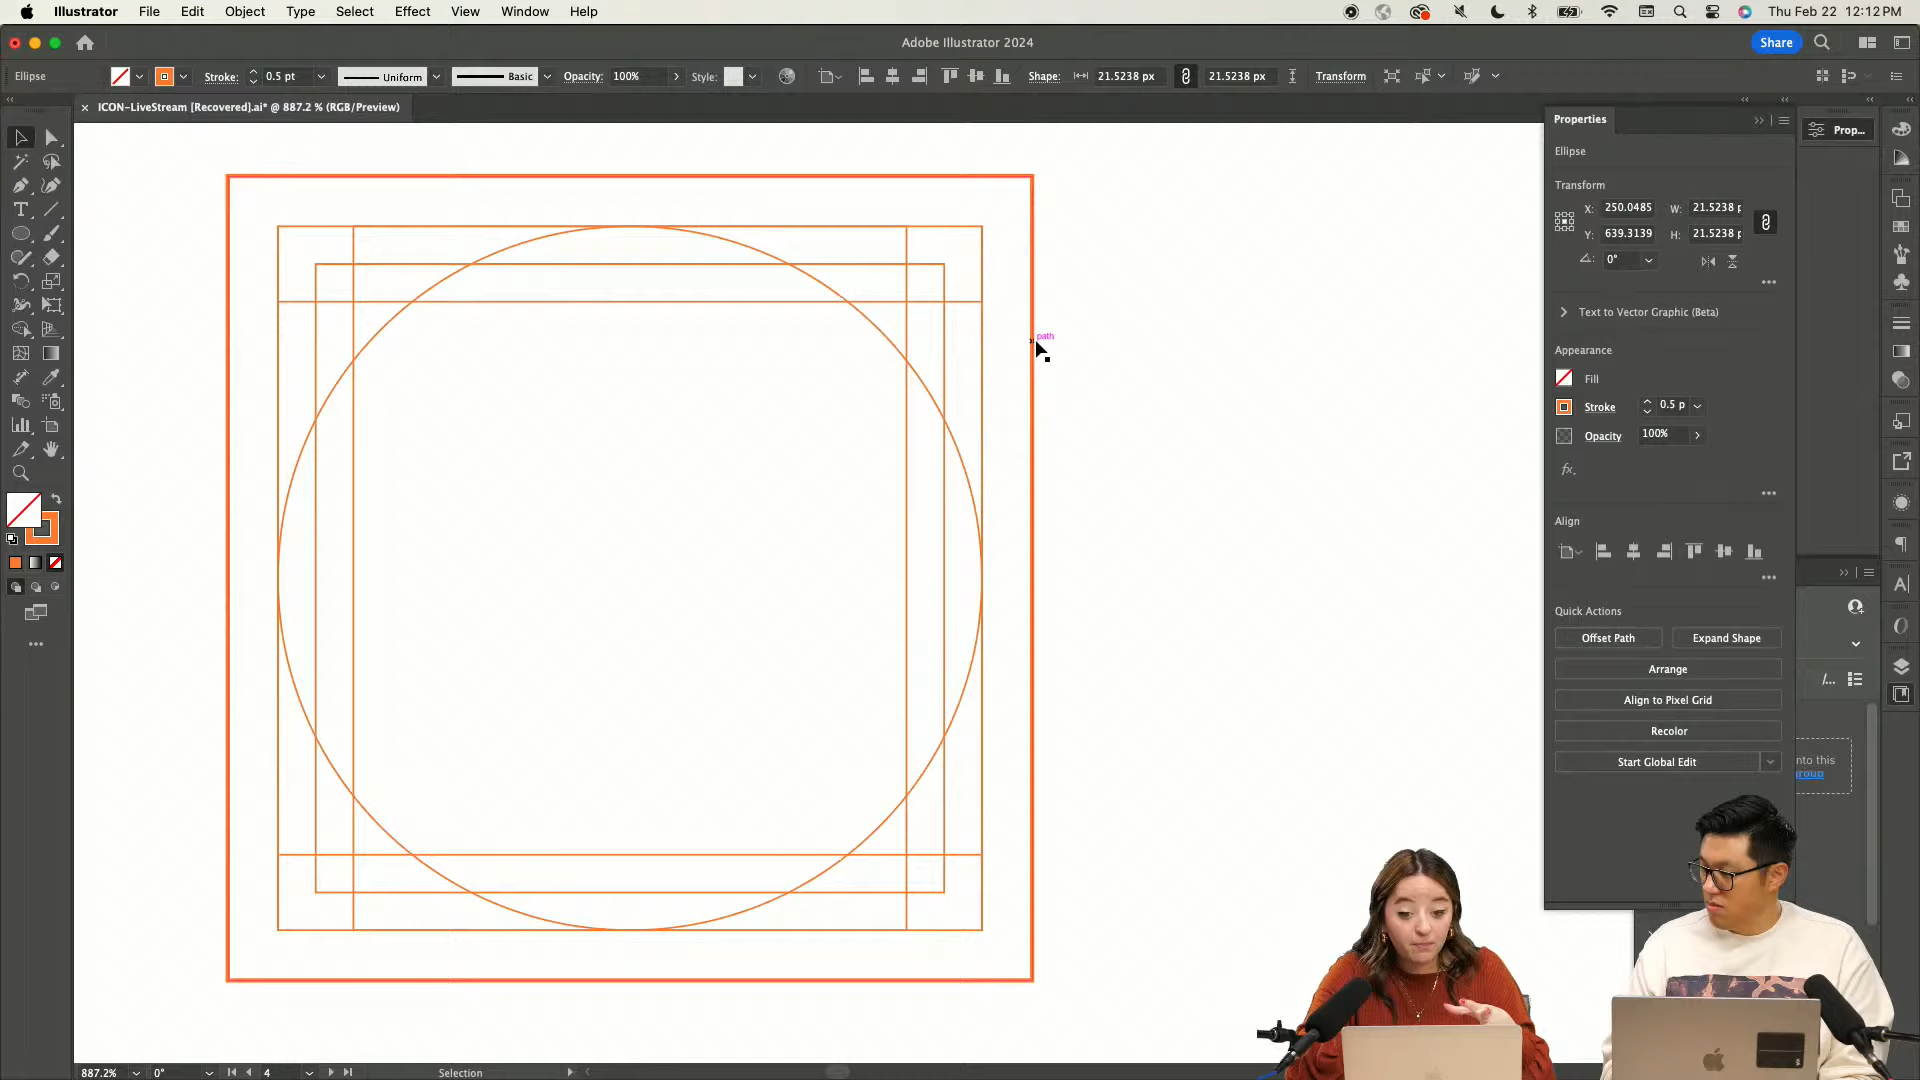 Illustrator File Edit Object Type Select Effect View Window Help
Thu Feb 22 12:12 PM
Adobe Illustrator 2024
Share
Ellipse
Stroke: 0.5 pt
Uniform
Basic
Opacity: 100%
Style:
Shape: 21.5238 px 21.5238 px
Transform
× ICON-LiveStream [Recovered].ai* @ 887.2 % (RGB/Preview)
Properties
Prop...
Ellipse
Transform
X: 250.0485 W: 21.5238 p
Y: 639.3139 H: 21.5238 p
0°
Text to Vector Graphic (Beta)
path
Appearance
Fill
Stroke 0.5 p
Opacity 100%
fx.
Align
Quick Actions
Offset Path Expand Shape
Arrange
Align to Pixel Grid
Recolor
Start Global Edit
/...
nto this
group
887.2% 0° 4 Selection